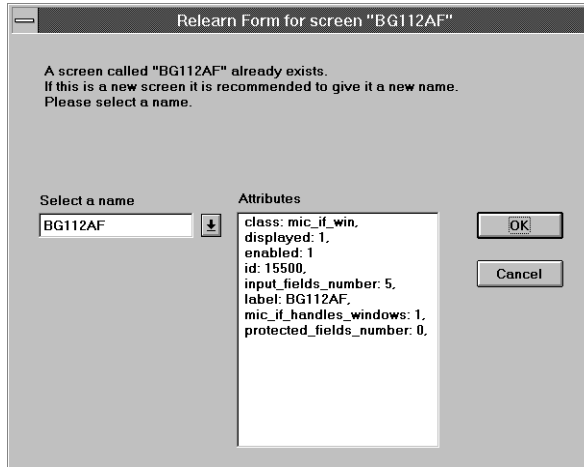 Relearn Form for screen "BG112AF"
A screen called "BG112AF" already exists.
If this is a new screen it is recommended to give it a new name.
Please select a name.
Select a name
BG112AF
Attributes
class: mic_if_win,
displayed: 1,
enabled: 1
id: 15500,
input_fields_number: 5,
label: BG112AF,
mic_if_handles_windows: 1,
protected_fields_number: 0,
OK
Cancel